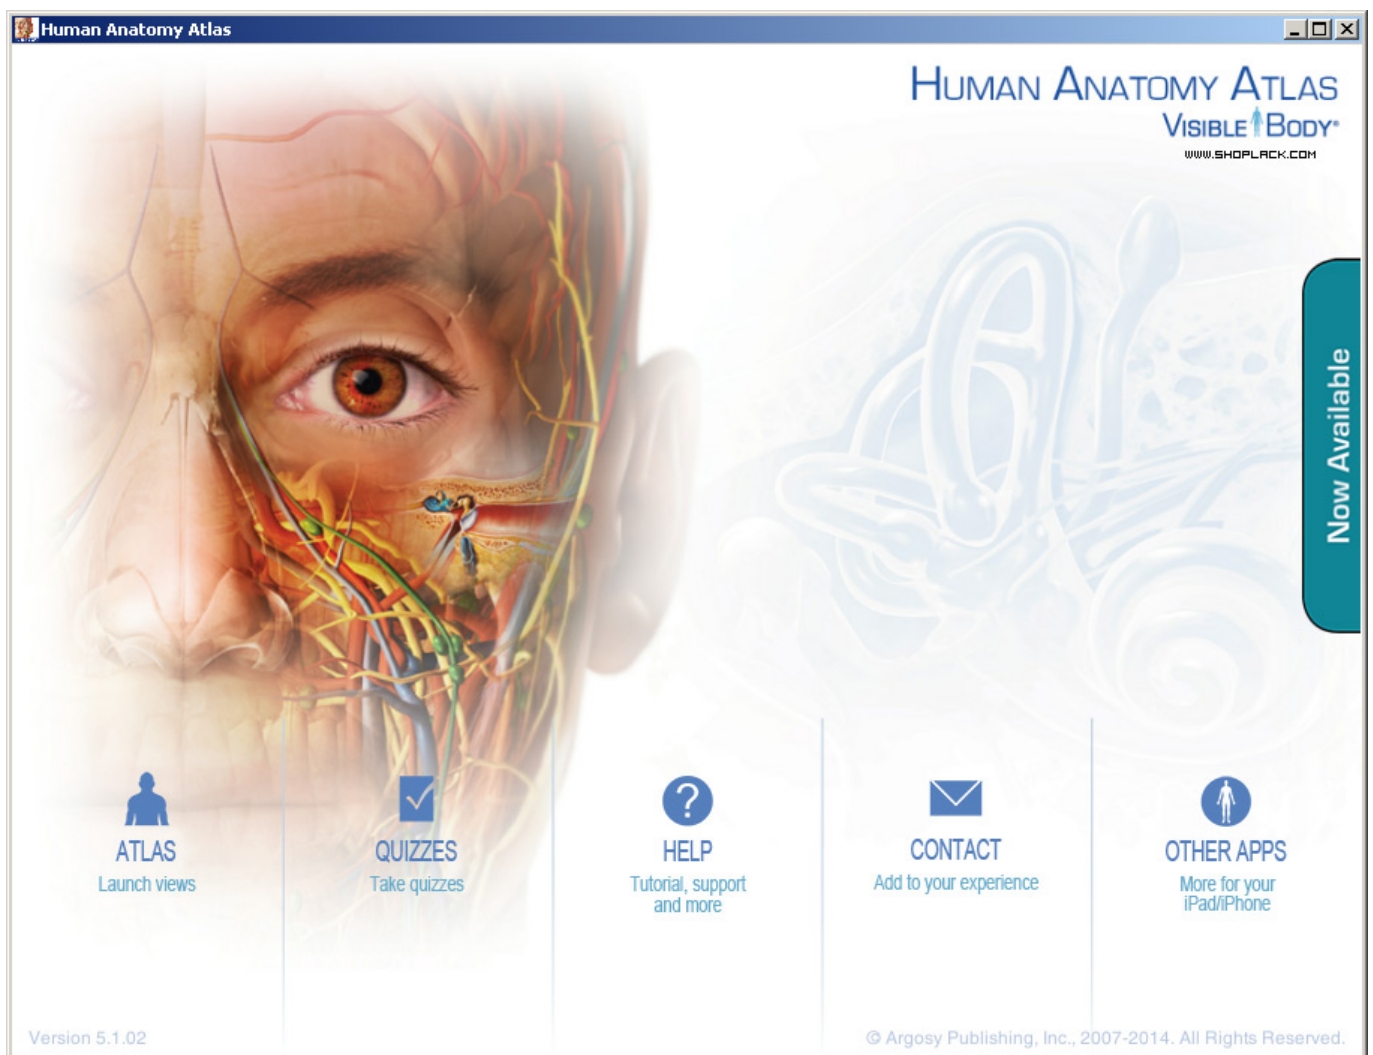 Human Anatomy Atlas
HUMAN ANATOMY ATLAS
VISIBLE BODY®
WWW.SHOPLACK.COM
Now Available
ATLAS
Launch views
QUIZZES
Take quizzes
HELP
Tutorial, support
and more
CONTACT
Add to your experience
OTHER APPS
More for your
iPad/iPhone
Version 5.1.02
© Argosy Publishing, Inc., 2007-2014. All Rights Reserved.